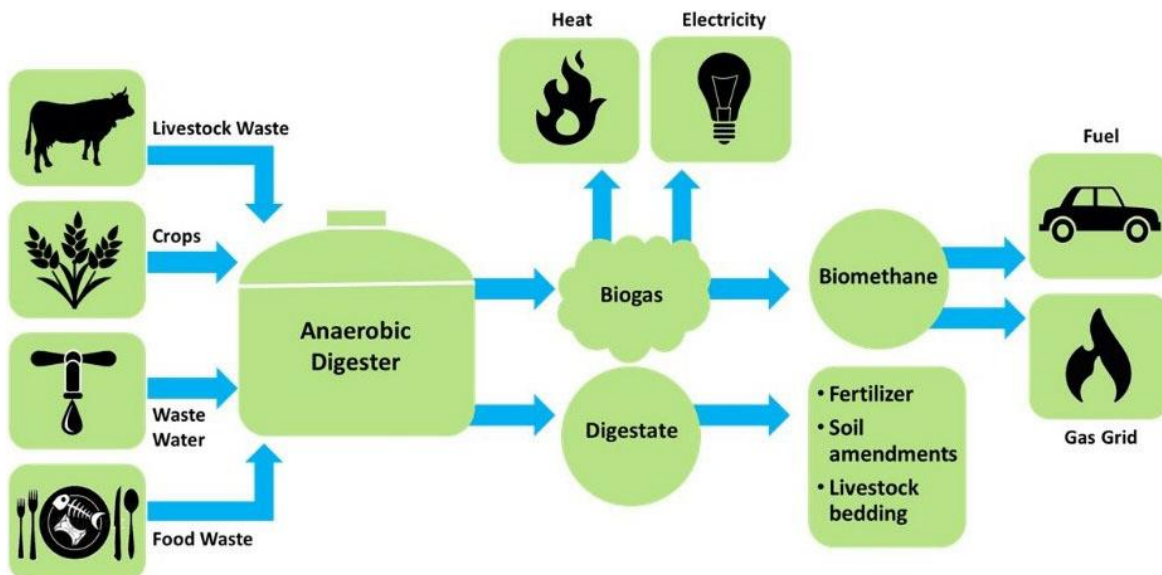 Heat
Electricity
Livestock Waste
Crops
Waste
Water
Food Waste
Anaerobic
Digester
Biogas
Digestate
Biomethane
• Fertilizer
• Soil
amendments
• Livestock
bedding
Fuel
Gas Grid